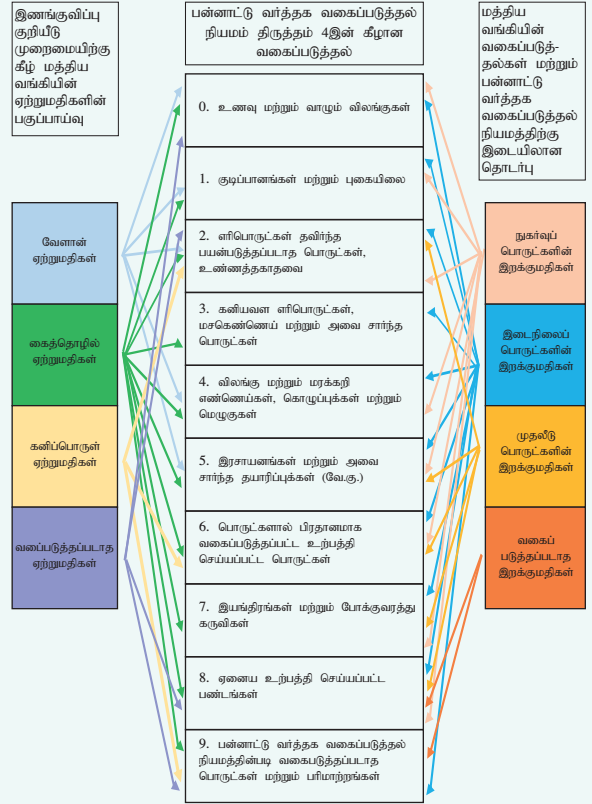 இணங்குவிப்பு
குறியீடு
முறைமையிற்கு
கீழ் மத்திய
வங்கியின்
ஏற்றுமதிகளின்
பகுப்பாய்வு
பன்னாட்டு வர்த்தக வகைப்படுத்தல்
நியமம் திருத்தம் 4இன் கீழான
வகைப்படுத்தல்
மத்திய
வங்கியின்
வகைப்படுத்-
தல்கள் மற்றும்
பன்னாட்டு
வர்த்தக
வகைப்படுத்தல்
நியமத்திற்கு
இடையிலான
தொடர்பு
வேளான்
ஏற்றுமதிகள்
கைத்தொழில்
ஏற்றுமதிகள்
கனிப்பொருள்
ஏற்றுமதிகள்
வபைப்டுத்தப்படாத
ஏற்றுமதிகள்
0. உணவு மற்றும் வாழும் விலங்குகள்
1. குடிப்பானங்கள் மற்றும் புகையிலை
2. எரிபொருட்கள் தவிர்ந்த
பயன்படுத்தப்படாத பொருட்கள்,
உண்ணத்தகாதவை
3. கனியவள எரிபொருட்கள்,
மசகெண்ணெய் மற்றும் அவை சார்ந்த
பொருட்கள்
4. விலங்கு மற்றும் மரக்கறி
எண்ணெய்கள், கொழுப்புக்கள் மற்றும்
மெழுகுகள்
5. இரசாயனங்கள் மற்றும் அவை
சார்ந்த தயாரிப்புக்கள் (வே.கு.)
6. பொருட்களால் பிரதானமாக
வகைப்படுத்தப்பட்ட உற்பத்தி
செய்யப்பட்ட பொருட்கள்
7. இயந்திரங்கள் மற்றும் போக்குவரத்து
கருவிகள்
8. ஏனைய உற்பத்தி செய்யப்பட்ட
பண்டங்கள்
9. பன்னாட்டு வர்த்தக வகைப்படுத்தல்
நியமத்தின்படி வகைப்படுத்தப்படாத
பொருட்கள் மற்றும் பரிமாற்றங்கள்
நுகர்வுப்
பொருட்களின்
இறக்குமதிகள்
இடைநிலைப்
பொருட்களின்
இறக்குமதிகள்
முதலீடு
பொருட்களின்
இறக்குமதிகள்
வகைப்
படுத்தப்படாத
இறக்குமதிகள்